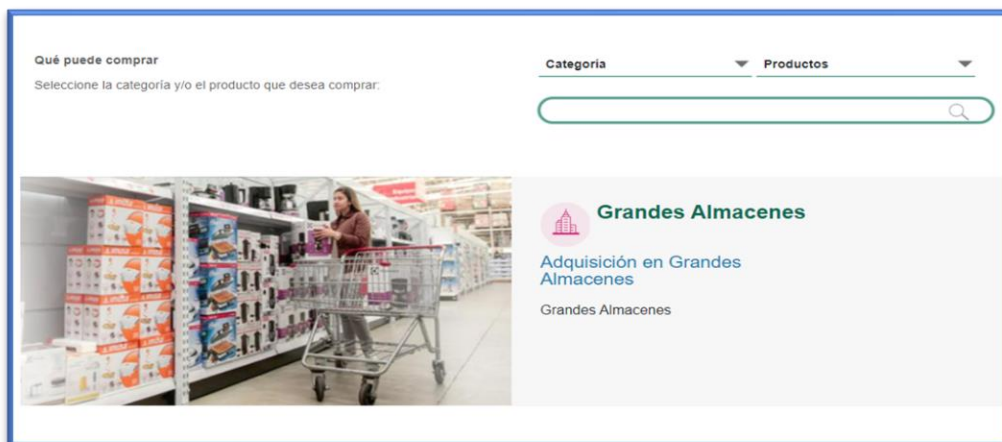 Qué puede comprar
Seleccione la categoría y/o el producto que desea comprar:
Categoría
Productos
Grandes Almacenes
Adquisición en Grandes
Almacenes
Grandes Almacenes